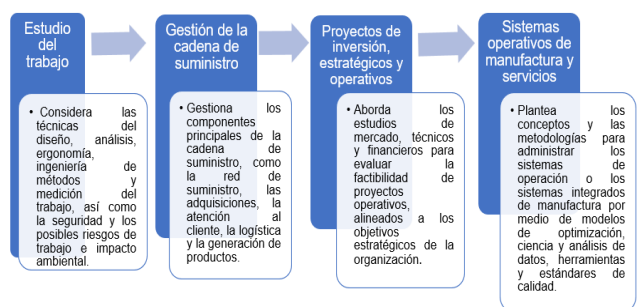 Estudio
del
trabajo
• Considera las
técnicas del
diseño, análisis,
ergonomía,
ingeniería de
métodos y
medición del
trabajo, así como
la seguridad y los
posibles riesgos de
trabajo e impacto
ambiental.
Gestión de la
cadena de
suministro
• Gestiona los
componentes
principales de la
cadena de
suministro, como
la red de
suministro, las
adquisiciones, la
atención al
cliente, la logística
y la generación de
productos.
Proyectos de
inversión,
estratégicos y
operativos
• Aborda los
estudios de
mercado, técnicos
y financieros para
evaluar la
factibilidad de
proyectos
operativos,
alineados a los
objetivos
estratégicos de la
organización.
Sistemas
operativos de
manufactura y
servicios
• Plantea los
conceptos y las
metodologías para
administrar los
sistemas de
operación o los
sistemas integrados
de manufactura por
medio de modelos
de optimización,
ciencia y análisis de
datos, herramientas
y estándares de
calidad.